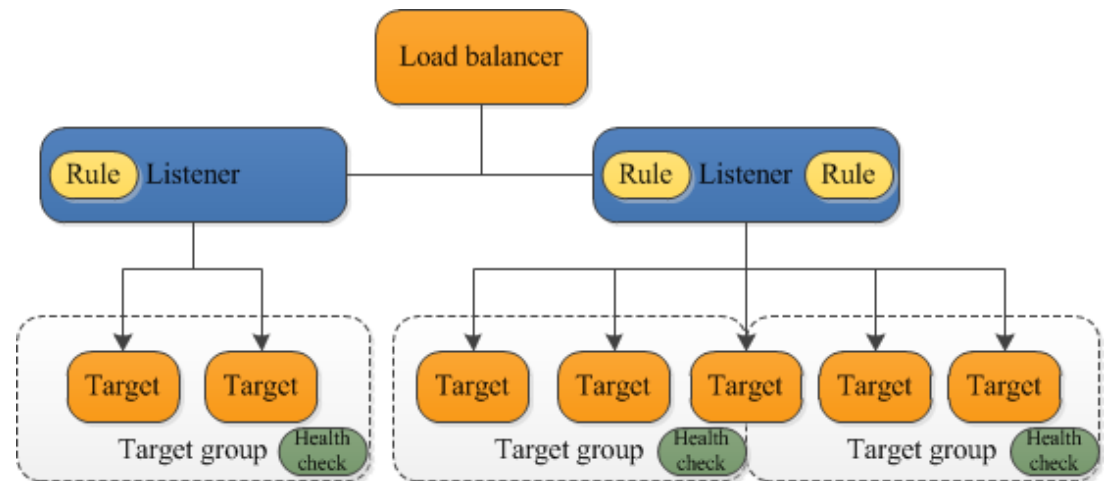 Load balancer
Rule Listener
Rule Listener Rule
Target Target Target Target Target Target Target
Target group Health
check
Target group Health
check
Target group Health
check